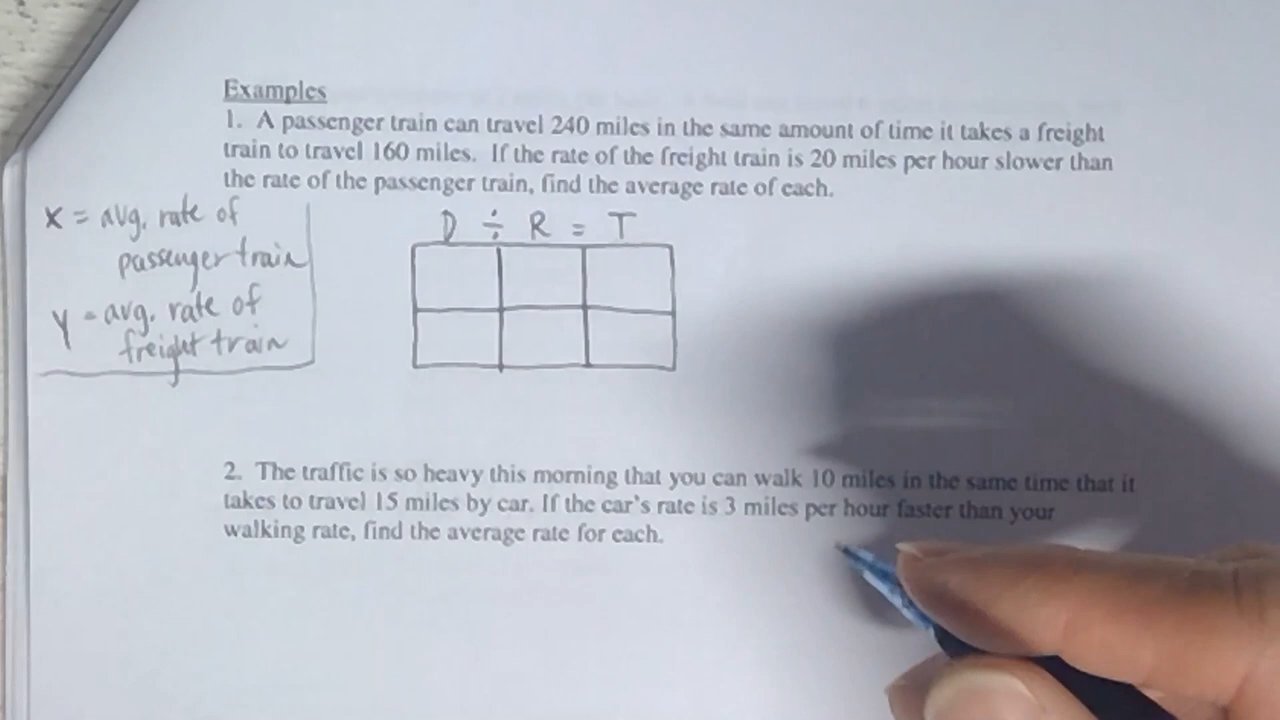 Examples
1. A passenger train can travel 240 miles in the same amount of time it takes a freight
train to travel 160 miles. If the rate of the freight train is 20 miles per hour slower than
the rate of the passenger train, find the average rate of each.
x = avg. rate of
passenger train
y = avg. rate of
freight train
D ÷ R = T
2. The traffic is so heavy this morning that you can walk 10 miles in the same time that it
takes to travel 15 miles by car. If the car's rate is 3 miles per hour faster than your
walking rate, find the average rate for each.